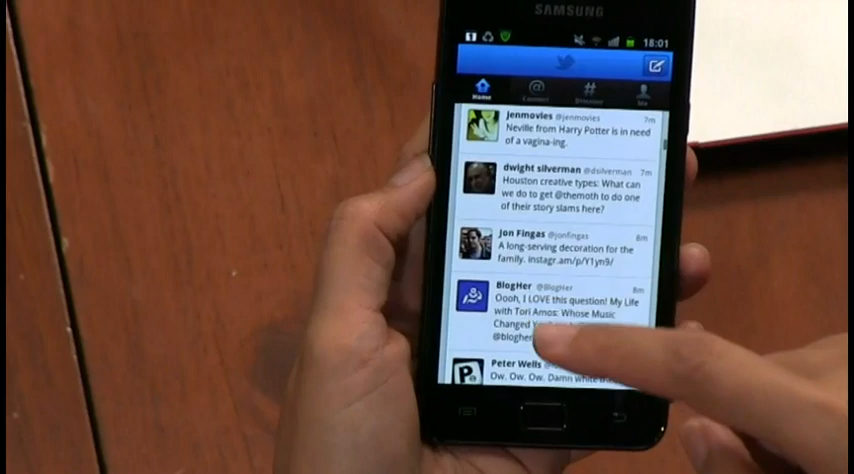 SAMSUNG
18:01
Home
Connect
Discover
Me
Jenmovies @jenmovies 7m
Neville from Harry Potter is in need
of a vagina-ing.
dwight silverman @dsilverman 7m
Houston creative types: What can
we do to get @themoth to do one
of their story slams here?
Jon Fingas @jonfingas 8m
A long-serving decoration for the
family. instagr.am/p/Y1yn9/
BlogHer @BlogHer 8m
Oooh, I LOVE this question! My Life
with Tori Amos: Whose Music
Changed
@blogher
Peter Wells
Ow. Ow. Ow. Damn white